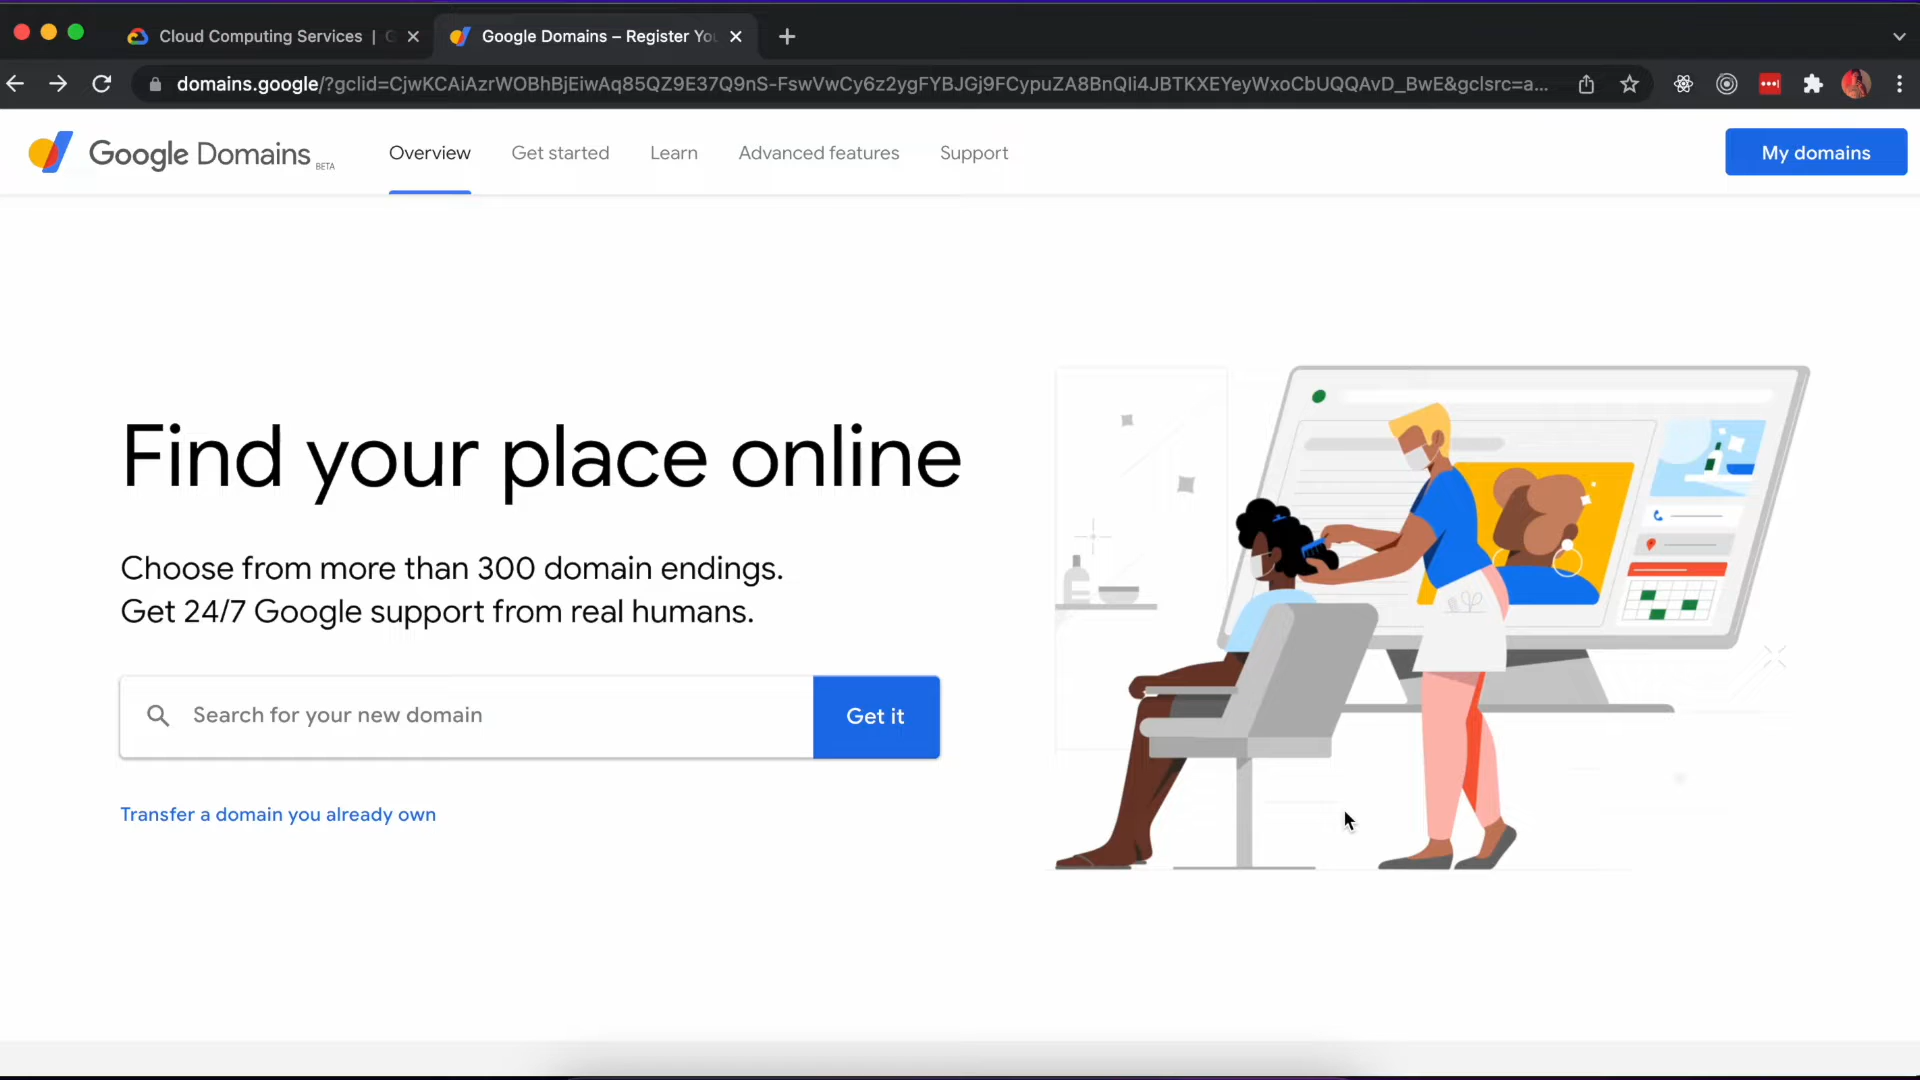 Cloud Computing Services | G
Google Domains – Register You
domains.google/?gclid=CjwKCAiAzrWOBhBjEiwAq85QZ9E37Q9nS-FswVwCy6z2ygFYBJGj9FCypuZA8BnQli4JBTKXEYeyWxoCbUQQAvD_BwE&gclsrc=a...
Google Domains BETA
Overview
Get started
Learn
Advanced features
Support
My domains
Find your place online
Choose from more than 300 domain endings.
Get 24/7 Google support from real humans.
Search for your new domain
Get it
Transfer a domain you already own